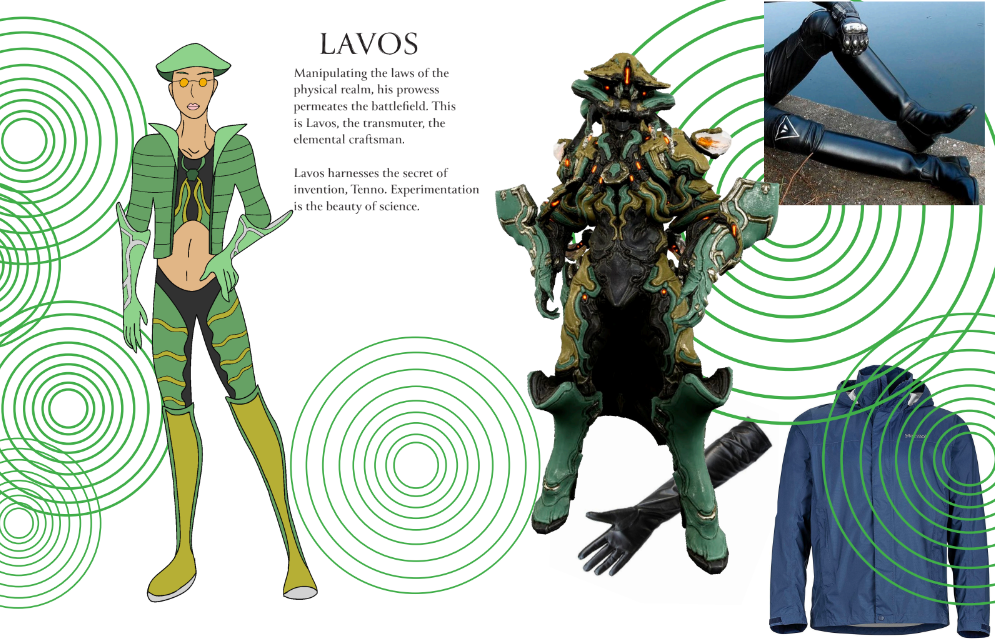 LAVOS
Manipulating the laws of the
physical realm, his prowess
permeates the battlefield. This
is Lavos, the transmuter, the
elemental craftsman.
Lavos harnesses the secret of
invention, Tenno. Experimentation
is the beauty of science.